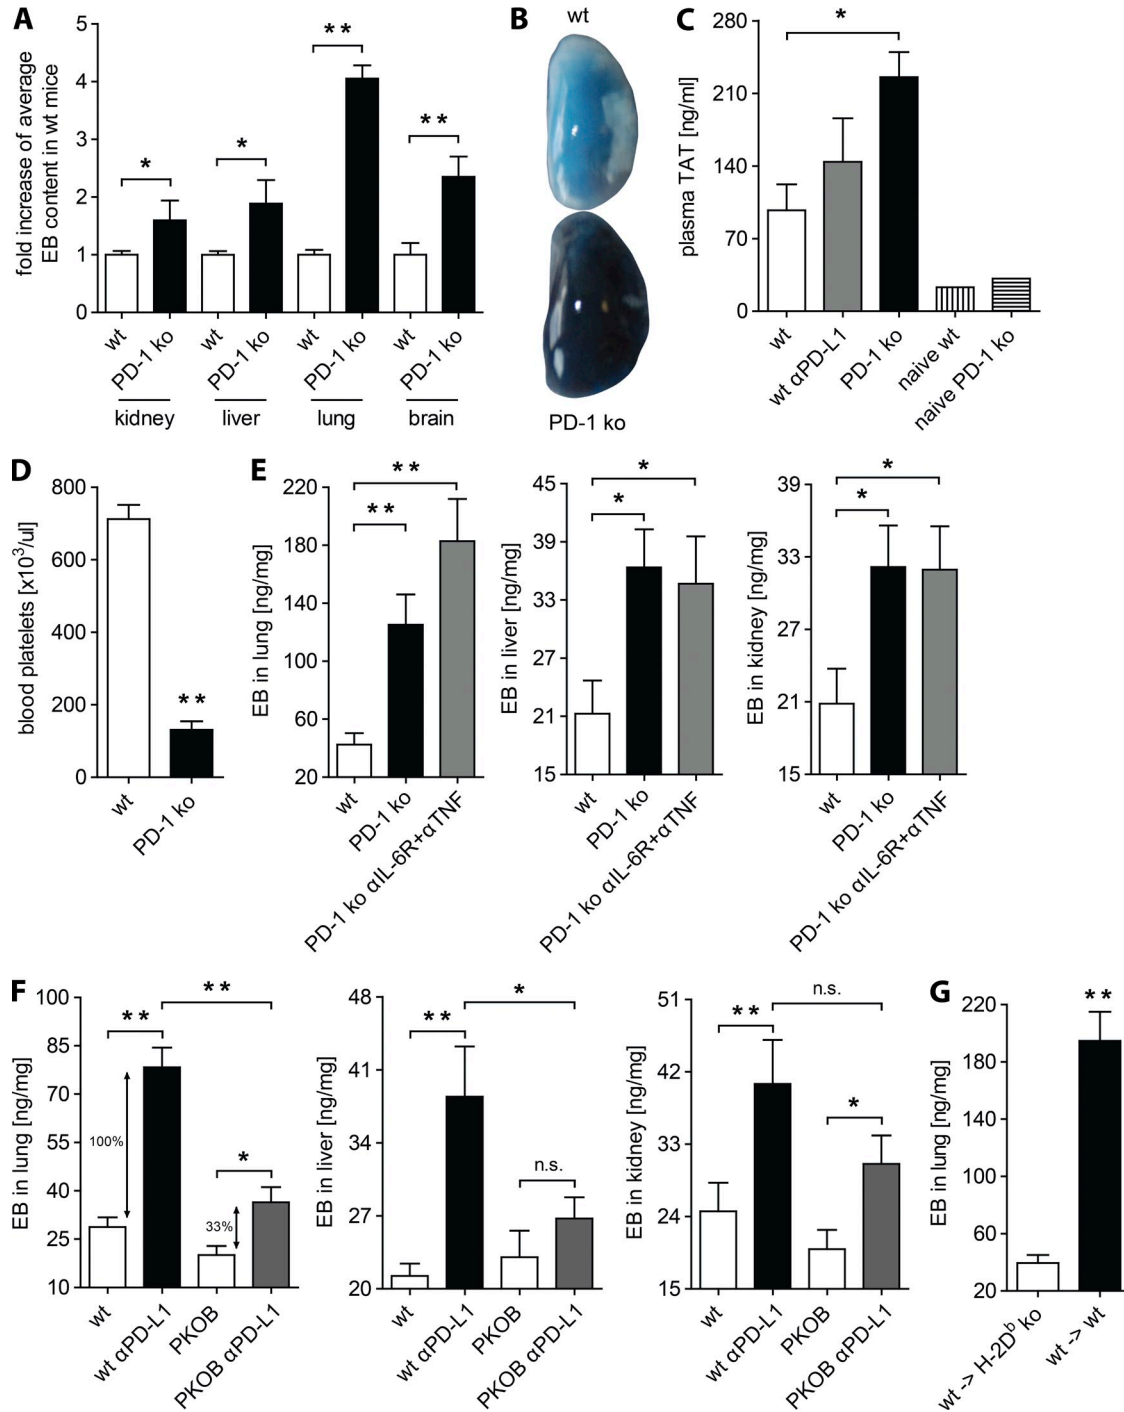 A
fold increase of average
EB content in wt mice
5
4
3
2
1
0
*
*
**
**
wt
PD-1 ko
wt
PD-1 ko
wt
PD-1 ko
wt
PD-1 ko
kidney
liver
lung
brain
B
wt
PD-1 ko
C
plasma TAT [ng/ml]
280
210
140
70
0
*
wt
wt αPD-L1
PD-1 ko
naive wt
naive PD-1 ko
D
blood platelets [x10³/ul]
800
600
400
200
0
**
wt
PD-1 ko
E
EB in lung [ng/mg]
220
180
140
100
60
20
**
**
wt
PD-1 ko
PD-1 ko αIL-6R+αTNF
EB in liver [ng/mg]
45
39
33
27
21
15
*
*
wt
PD-1 ko
PD-1 ko αIL-6R+αTNF
EB in kidney [ng/mg]
39
33
27
21
15
*
*
wt
PD-1 ko
PD-1 ko αIL-6R+αTNF
F
EB in lung [ng/mg]
100
85
70
55
40
25
10
**
**
*
100%
33%
wt
wt αPD-L1
PKOB
PKOB αPD-L1
EB in liver [ng/mg]
48
41
34
27
20
*
**
n.s.
wt
wt αPD-L1
PKOB
PKOB αPD-L1
EB in kidney [ng/mg]
51
42
33
24
15
n.s.
**
*
wt
wt αPD-L1
PKOB
PKOB αPD-L1
G
EB in lung [ng/mg]
220
180
140
100
60
20
**
wt -> H-2Dᵇ ko
wt -> wt